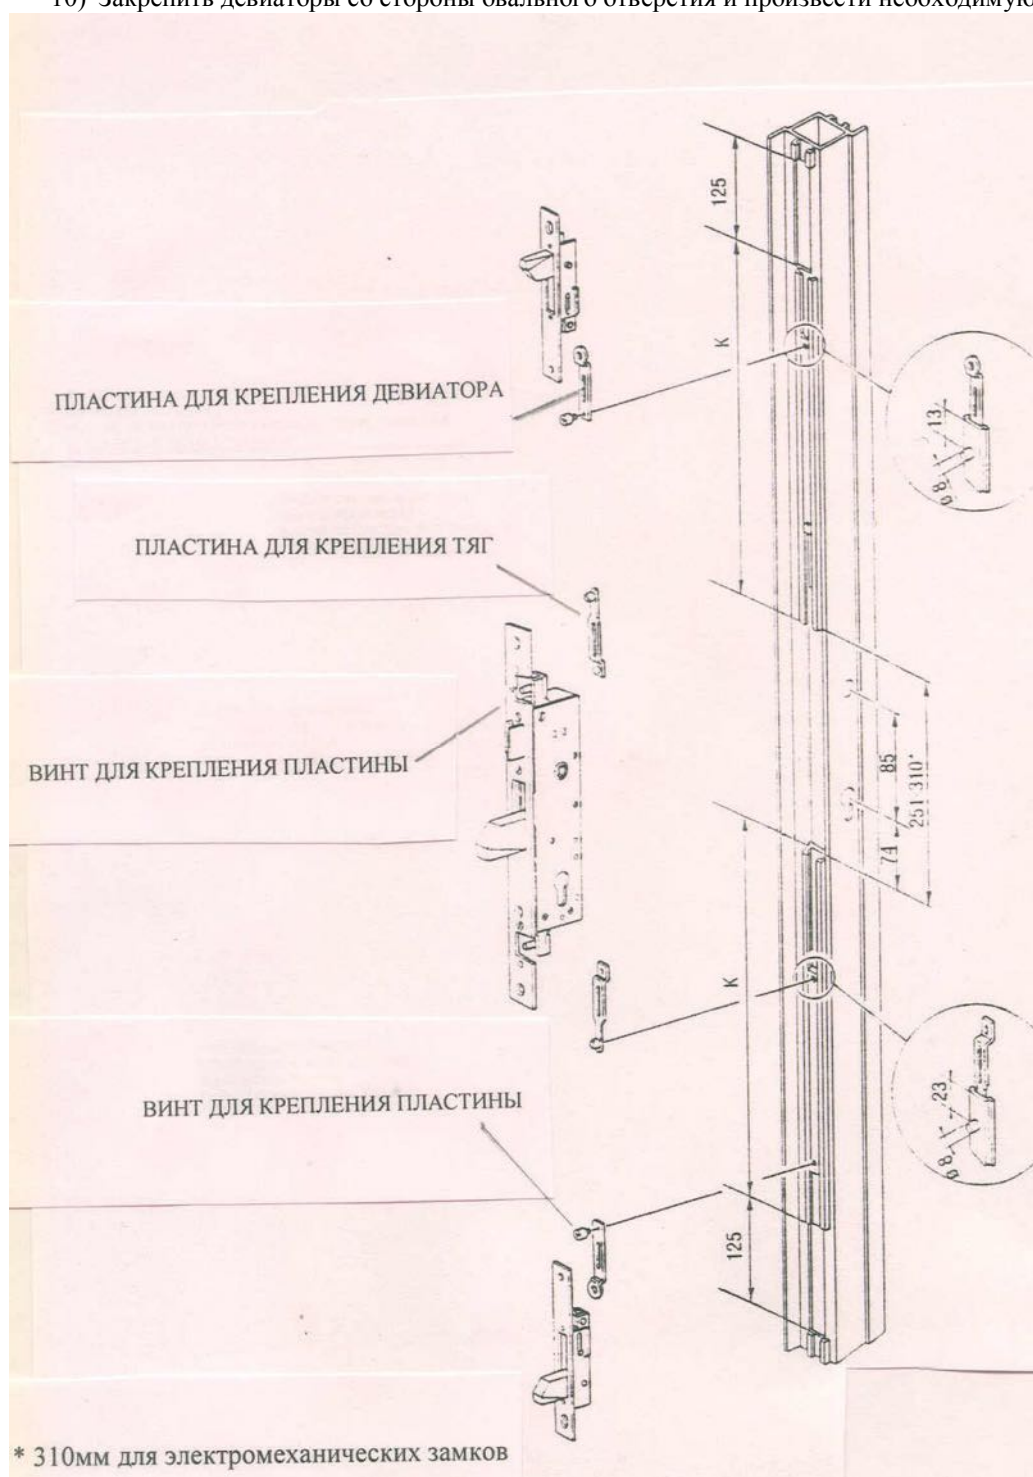 10) Закрепить девиаторы со стороны овального отверстия и произвести необходимую
125
K
ПЛАСТИНА ДЛЯ КРЕПЛЕНИЯ ДЕВИАТОРА
13
ø 8
ПЛАСТИНА ДЛЯ КРЕПЛЕНИЯ ТЯГ
ВИНТ ДЛЯ КРЕПЛЕНИЯ ПЛАСТИНЫ
85
251-310*
74
K
ВИНТ ДЛЯ КРЕПЛЕНИЯ ПЛАСТИНЫ
23
ø 8
125
* 310мм для электромеханических замков